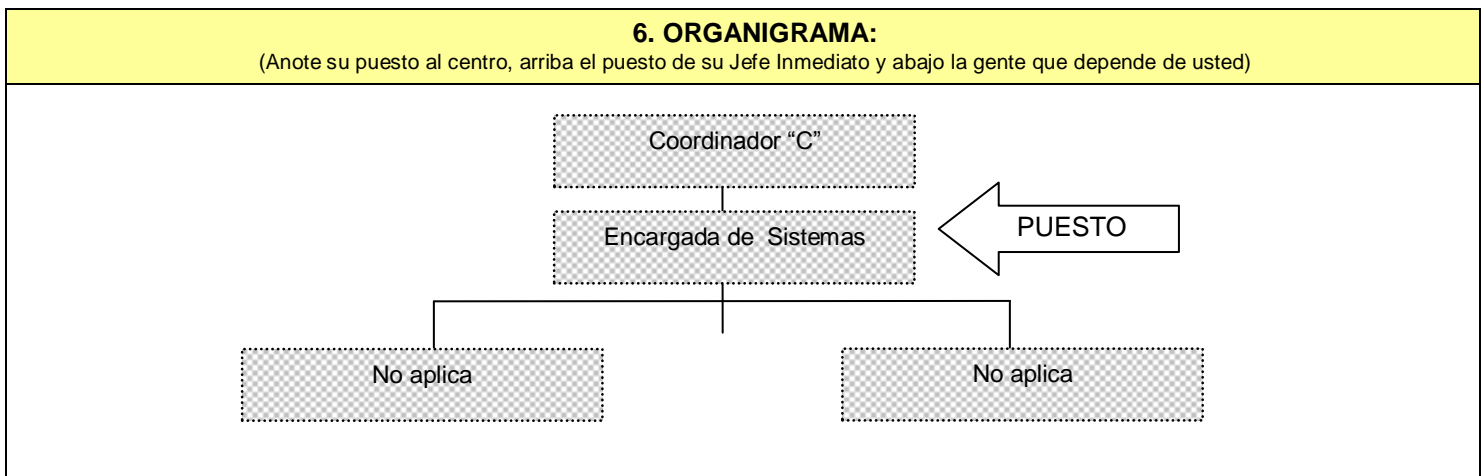 6. ORGANIGRAMA:
(Anote su puesto al centro, arriba el puesto de su Jefe Inmediato y abajo la gente que depende de usted)
Coordinador “C”
Encargada de Sistemas
PUESTO
No aplica
No aplica